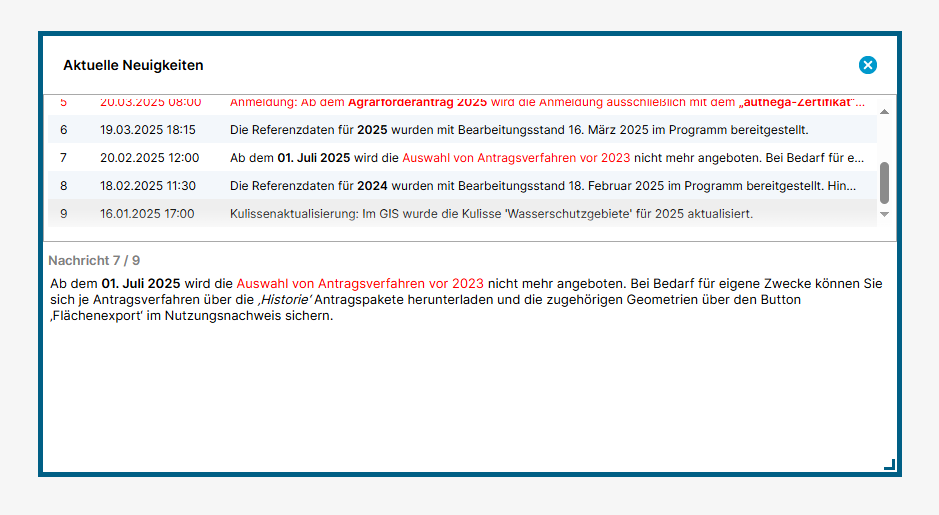 Aktuelle Neuigkeiten
5 20.03.2025 08:00 Anmeldung: Ab dem Agrarförderantrag 2025 wird die Anmeldung ausschließlich mit dem „authega-Zertifikat“...
6 19.03.2025 18:15 Die Referenzdaten für 2025 wurden mit Bearbeitungsstand 16. März 2025 im Programm bereitgestellt.
7 20.02.2025 12:00 Ab dem 01. Juli 2025 wird die Auswahl von Antragsverfahren vor 2023 nicht mehr angeboten. Bei Bedarf für e...
8 18.02.2025 11:30 Die Referenzdaten für 2024 wurden mit Bearbeitungsstand 18. Februar 2025 im Programm bereitgestellt. Hin...
9 16.01.2025 17:00 Kulissenaktualisierung: Im GIS wurde die Kulisse 'Wasserschutzgebiete' für 2025 aktualisiert.
Nachricht 7 / 9
Ab dem 01. Juli 2025 wird die Auswahl von Antragsverfahren vor 2023 nicht mehr angeboten. Bei Bedarf für eigene Zwecke können Sie
sich je Antragsverfahren über die ‚Historie‘ Antragspakete herunterladen und die zugehörigen Geometrien über den Button
‚Flächenexport‘ im Nutzungsnachweis sichern.